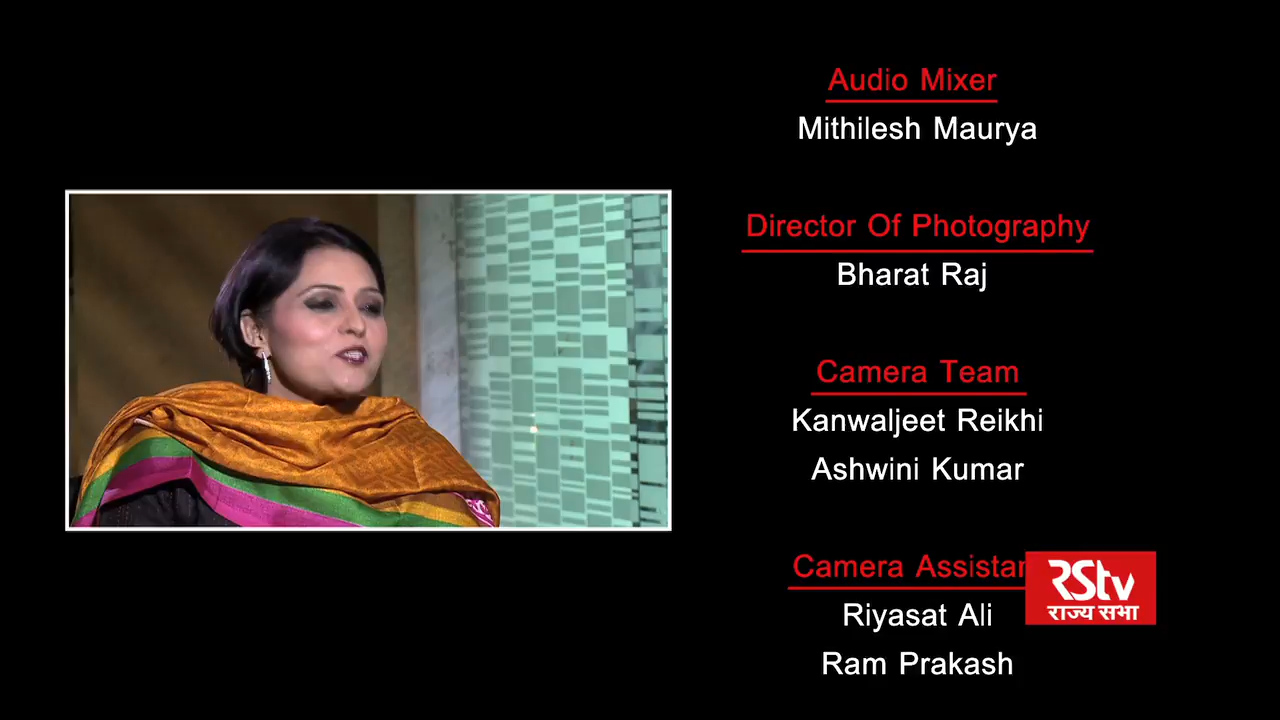 Audio Mixer
Mithilesh Maurya
Director Of Photography
Bharat Raj
Camera Team
Kanwaljeet Reikhi
Ashwini Kumar
Camera Assistan
Riyasat Ali
Ram Prakash
RStv
राज्य सभा